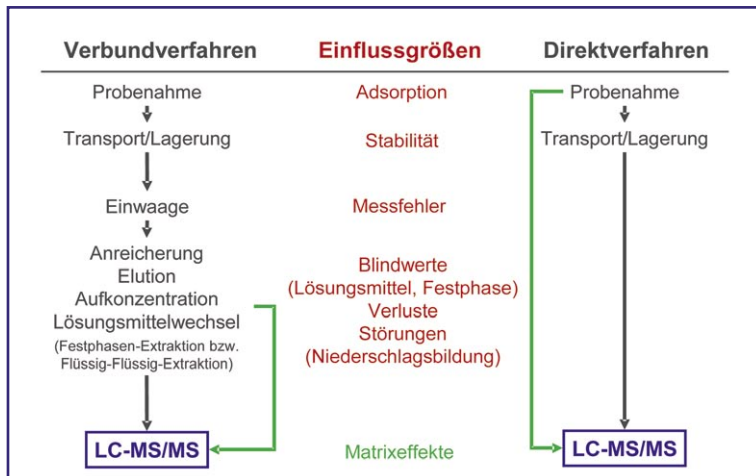 Verbundverfahren Einflussgrößen Direktverfahren
Probenahme Adsorption Probenahme
Transport/Lagerung Stabilität Transport/Lagerung
Einwaage Messfehler
Anreicherung
Elution
Aufkonzentration
Lösungsmittelwechsel
(Festphasen-Extraktion bzw.
Flüssig-Flüssig-Extraktion)
Blindwerte
(Lösungsmittel, Festphase)
Verluste
Störungen
(Niederschlagsbildung)
LC-MS/MS Matrixeffekte LC-MS/MS